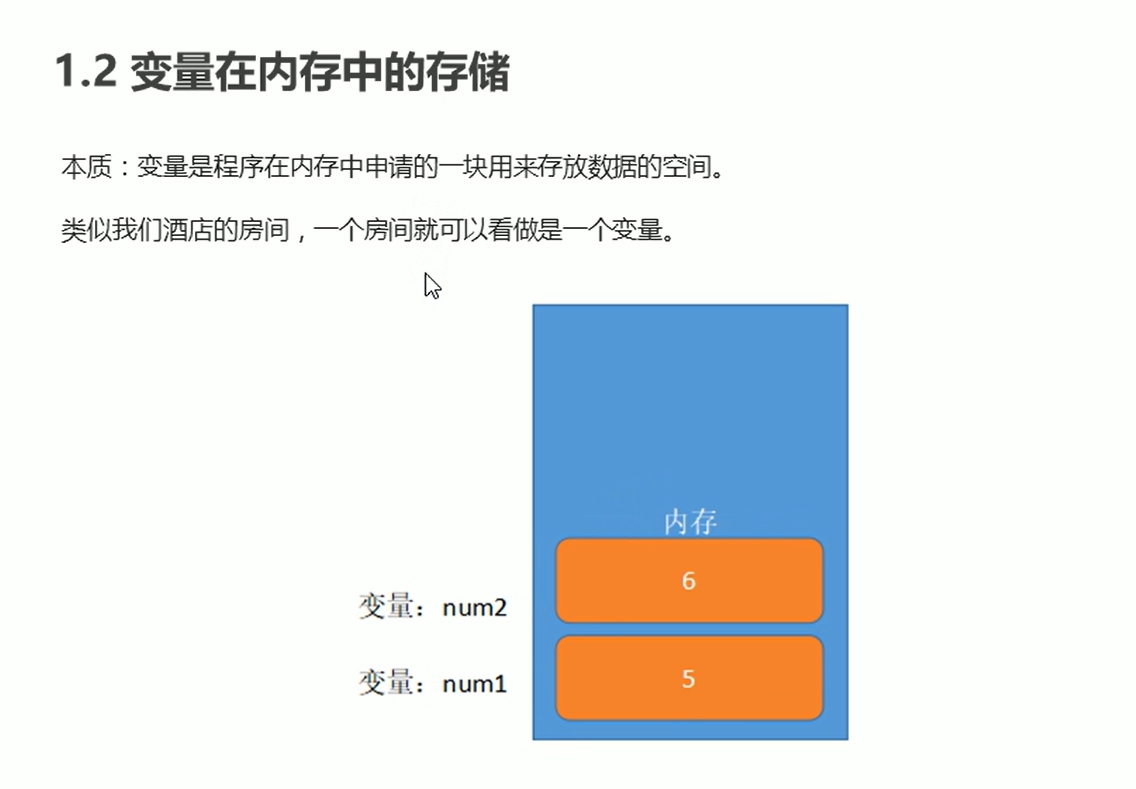 1.2 变量在内存中的存储
本质：变量是程序在内存中申请的一块用来存放数据的空间。
类似我们酒店的房间，一个房间就可以看做是一个变量。
内存
6
变量：num2
5
变量：num1